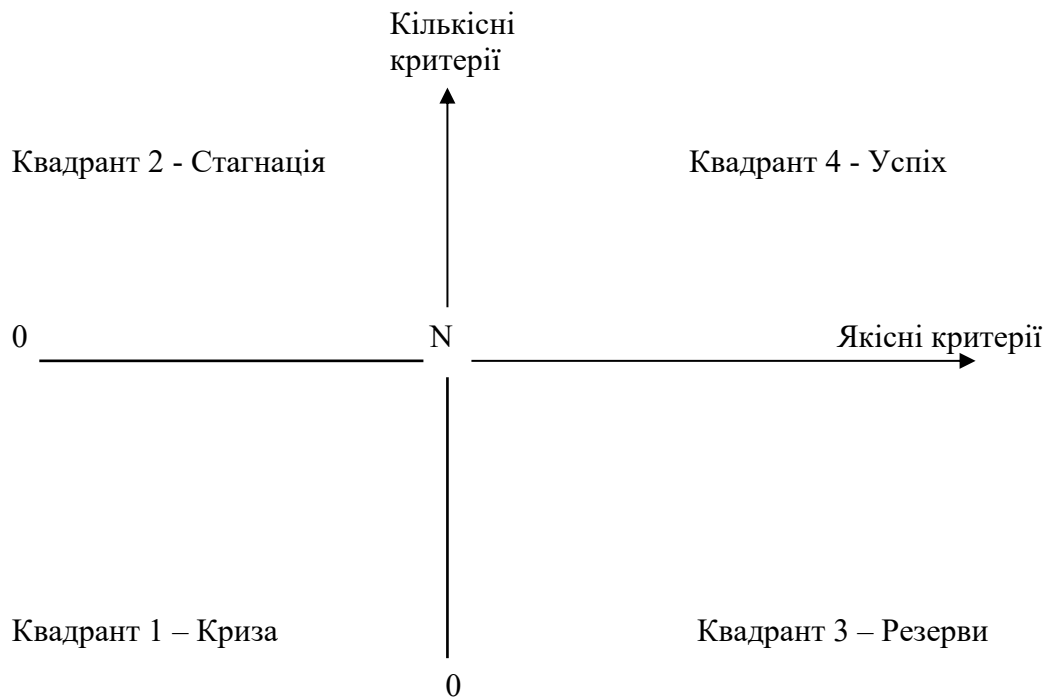 Кількісні
критерії
Квадрант 2 - Стагнація
Квадрант 4 - Успіх
0
N
Якісні критерії
Квадрант 1 – Криза
Квадрант 3 – Резерви
0